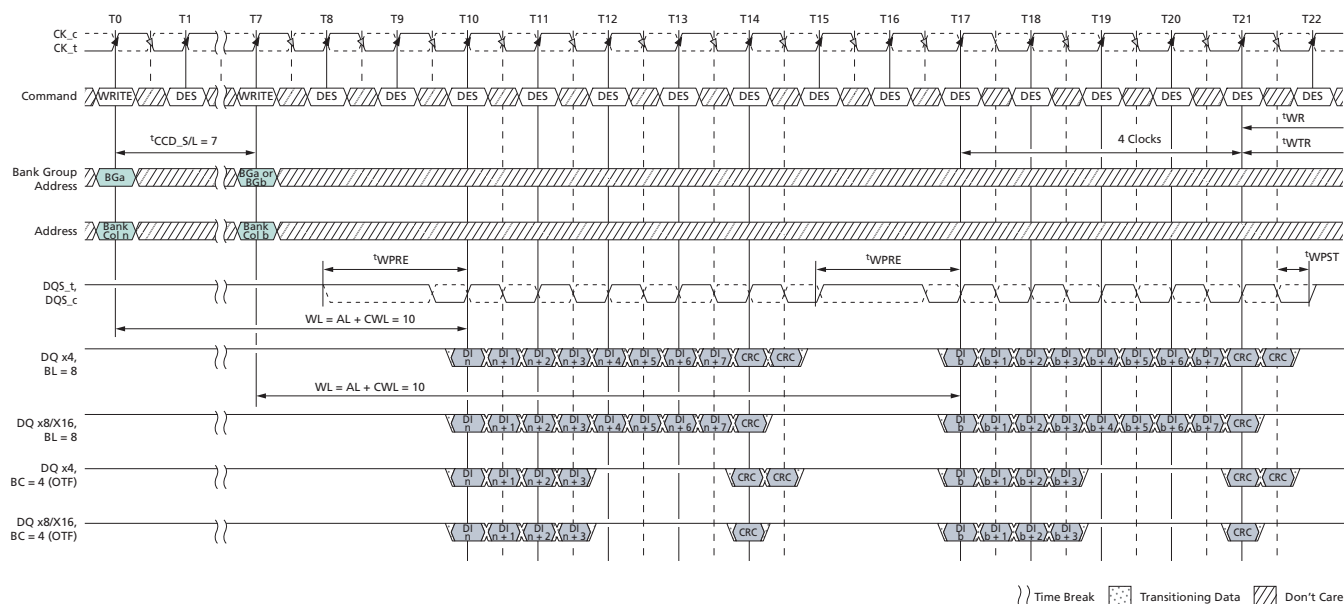 T0 T1 T7 T8 T9 T10 T11 T12 T13 T14 T15 T16 T17 T18 T19 T20 T21 T22
CK_c
CK_t
Command WRITE DES WRITE DES DES DES DES DES DES DES DES DES DES DES DES DES DES DES
tWR
tCCD_S/L = 7
4 Clocks
tWTR
Bank Group
Address
BGa
BGa or
BGb
Address
Bank
Col n
Bank
Col b
tWPRE tWPRE tWPST
DQS_t,
DQS_c
WL = AL + CWL = 10
DQ x4,
BL = 8
DI
n
DI
n + 1
DI
n + 2
DI
n + 3
DI
n + 4
DI
n + 5
DI
n + 6
DI
n + 7
CRC CRC
DI
b
DI
b + 1
DI
b + 2
DI
b + 3
DI
b + 4
DI
b + 5
DI
b + 6
DI
b + 7
CRC CRC
WL = AL + CWL = 10
DQ x8/X16,
BL = 8
DI
n
DI
n + 1
DI
n + 2
DI
n + 3
DI
n + 4
DI
n + 5
DI
n + 6
DI
n + 7
CRC
DI
b
DI
b + 1
DI
b + 2
DI
b + 3
DI
b + 4
DI
b + 5
DI
b + 6
DI
b + 7
CRC
DQ x4,
BC = 4 (OTF)
DI
n
DI
n + 1
DI
n + 2
DI
n + 3
CRC CRC
DI
b
DI
b + 1
DI
b + 2
DI
b + 3
CRC CRC
DQ x8/X16,
BC = 4 (OTF)
DI
n
DI
n + 1
DI
n + 2
DI
n + 3
CRC
DI
b
DI
b + 1
DI
b + 2
DI
b + 3
CRC
Time Break Transitioning Data Don't Care